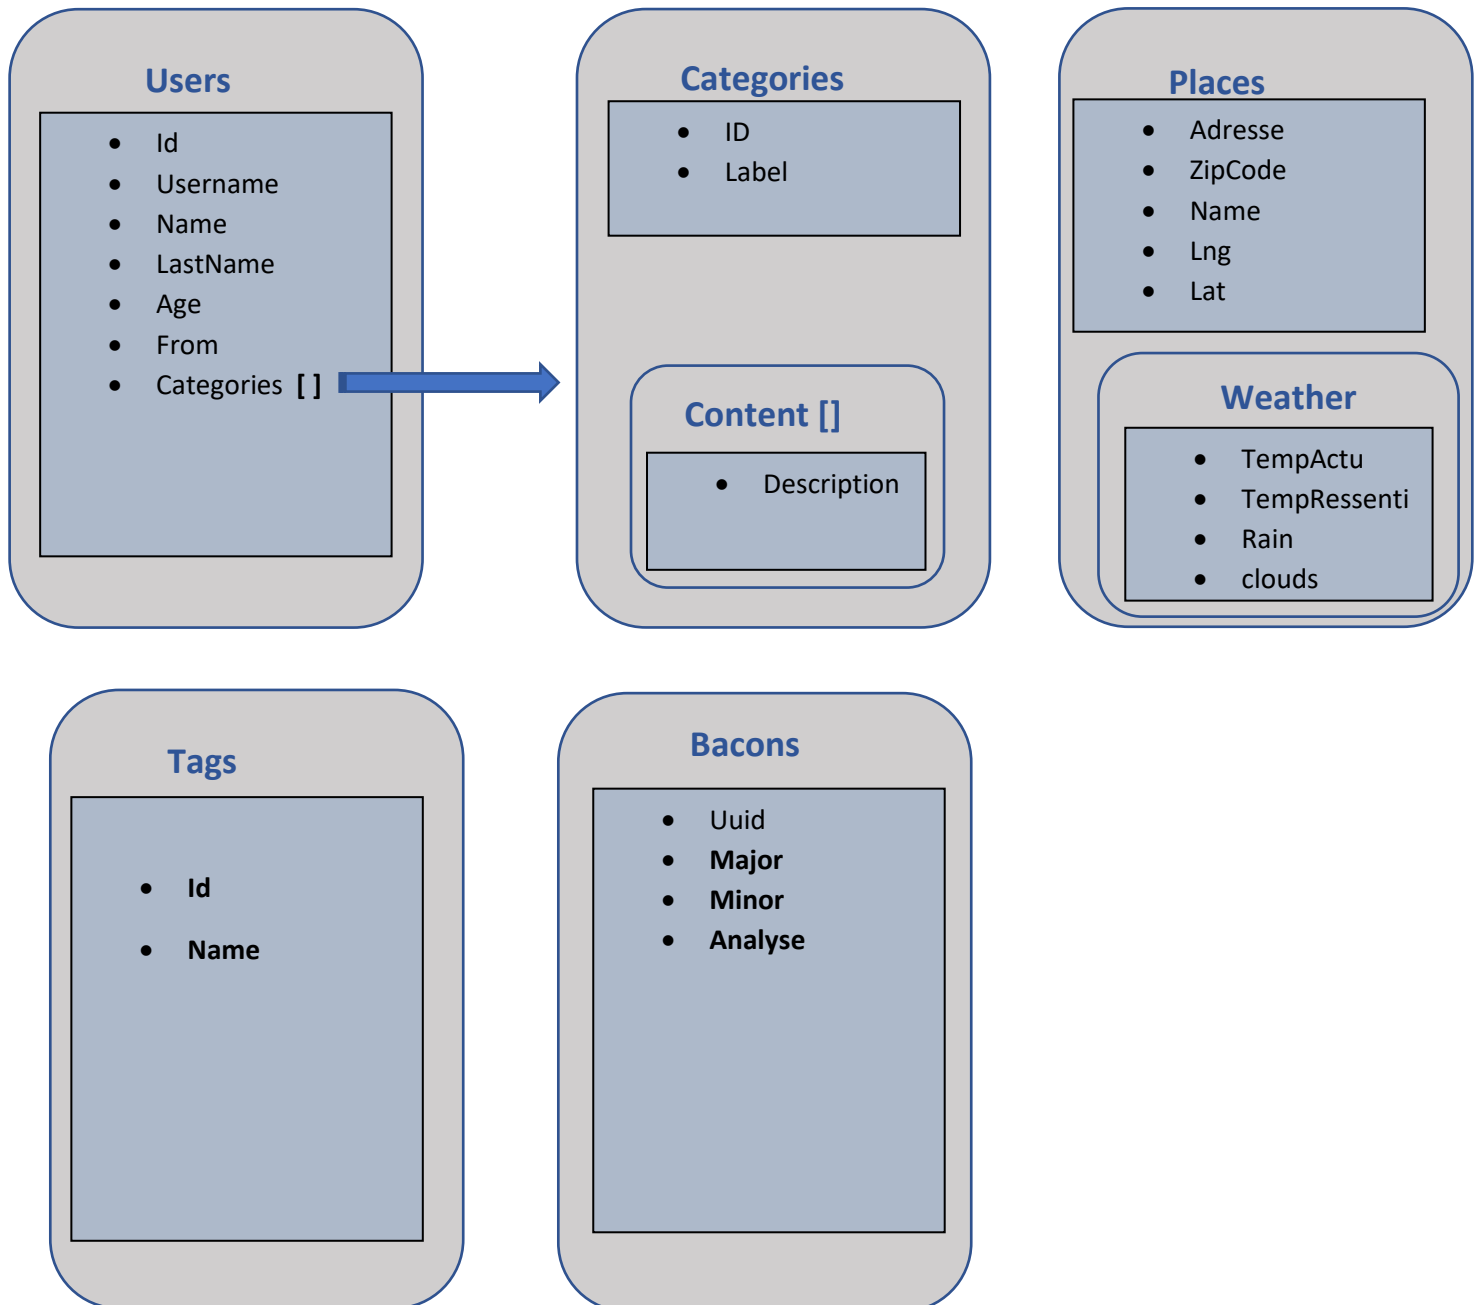 Users
Id
Username
Name
LastName
Age
From
Categories []
Categories
ID
Label
Content []
Description
Places
Adresse
ZipCode
Name
Lng
Lat
Weather
TempActu
TempRessenti
Rain
clouds
Tags
Id
Name
Bacons
Uuid
Major
Minor
Analyse